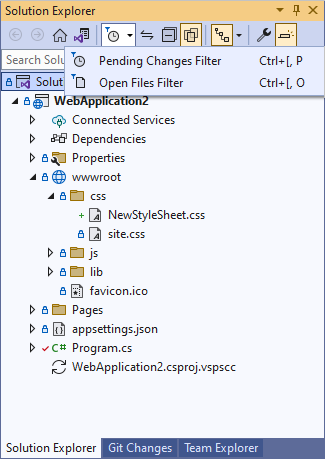 Solution Explorer
Pending Changes Filter Ctrl+[, P
Search Solu
Open Files Filter Ctrl+[, O
Solut
WebApplication2
Connected Services
Dependencies
Properties
wwwroot
css
NewStyleSheet.css
site.css
js
lib
favicon.ico
Pages
appsettings.json
C# Program.cs
WebApplication2.csproj.vspscc
Solution Explorer Git Changes Team Explorer